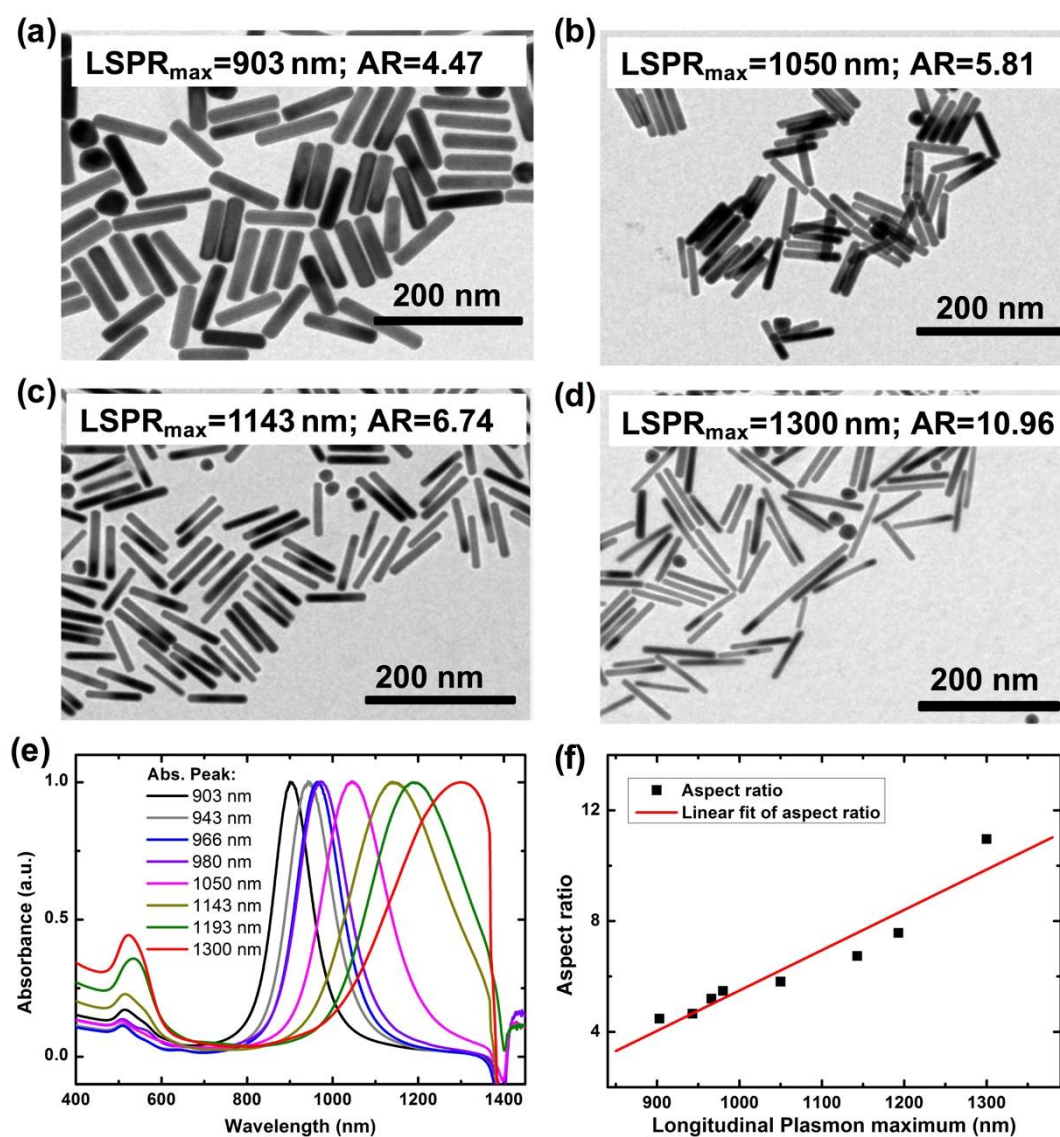 (a)
LSPRmax=903 nm; AR=4.47
200 nm
(b)
LSPRmax=1050 nm; AR=5.81
200 nm
(c)
LSPRmax=1143 nm; AR=6.74
200 nm
(d)
LSPRmax=1300 nm; AR=10.96
200 nm
(e)
Abs. Peak:
903 nm
943 nm
966 nm
980 nm
1050 nm
1143 nm
1193 nm
1300 nm
1.0
0.5
0.0
Absorbance (a.u.)
400 600 800 1000 1200 1400
Wavelength (nm)
(f)
Aspect ratio
Linear fit of aspect ratio
12
8
4
Aspect ratio
900 1000 1100 1200 1300
Longitudinal Plasmon maximum (nm)